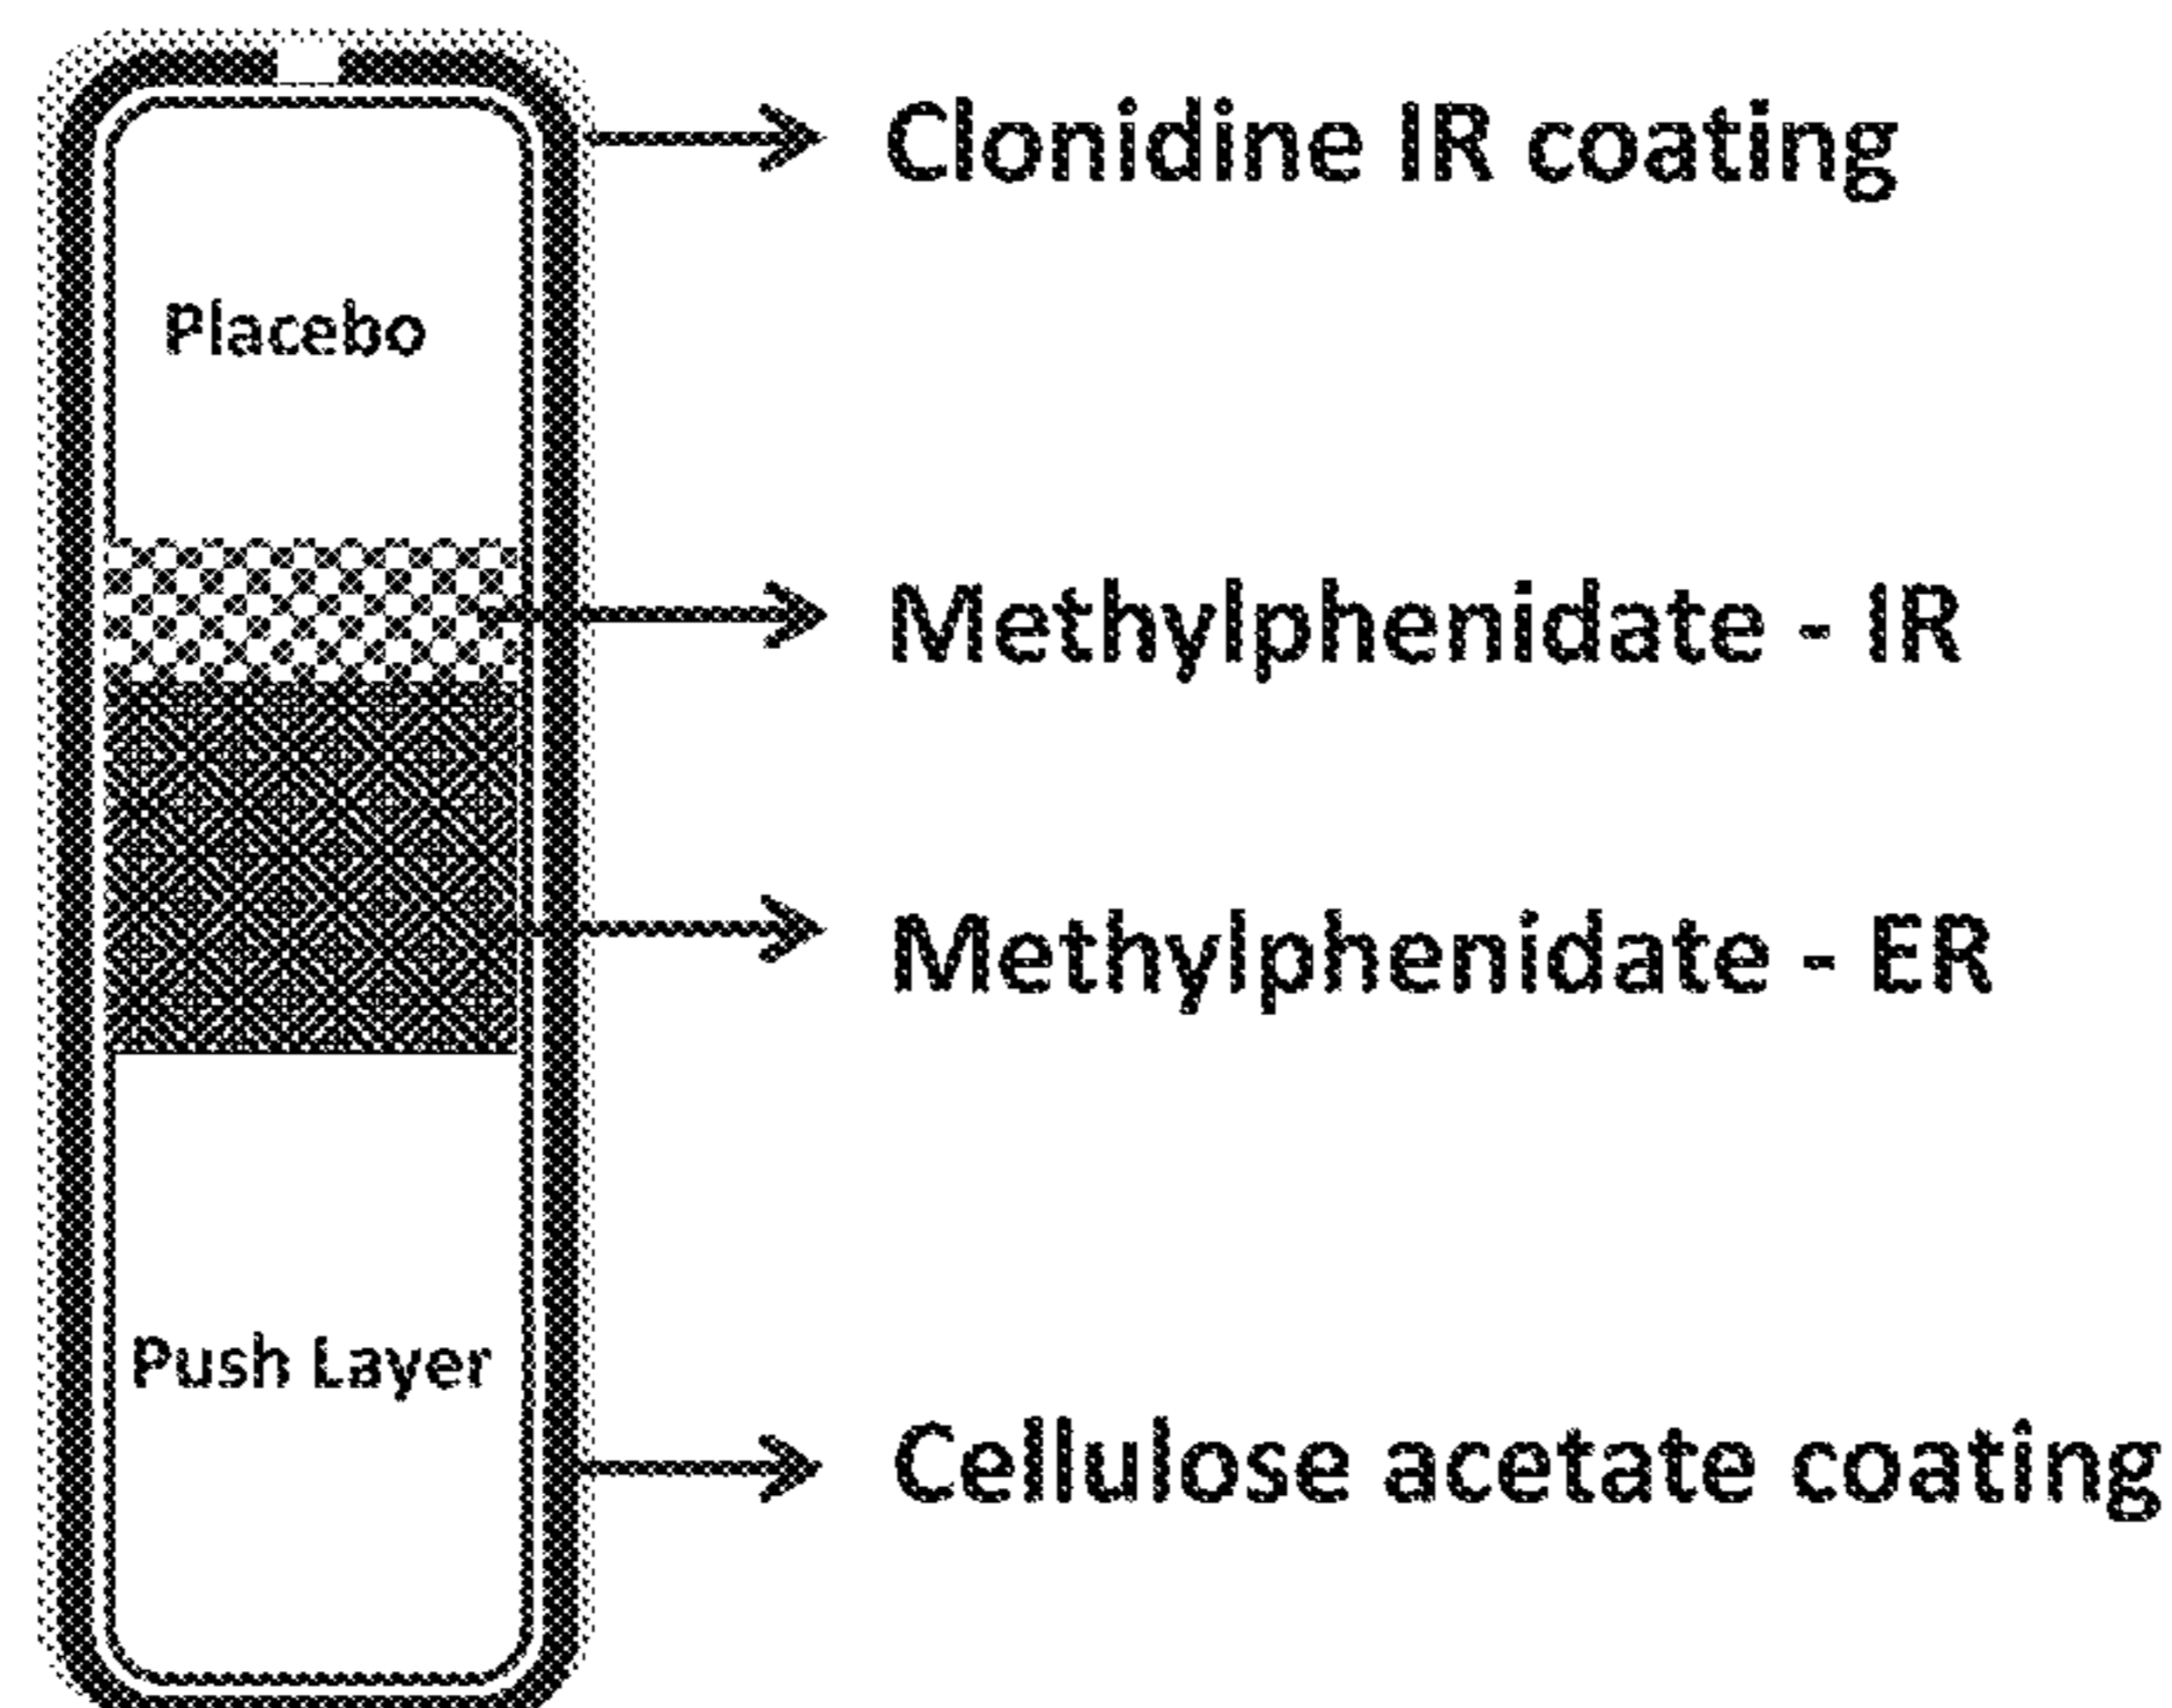 Clonidine IR coating
Placebo
Methylphenidate - IR
Methylphenidate - ER
Push Layer
Cellulose acetate coating